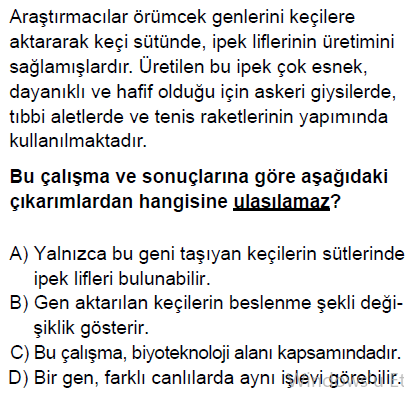 Araştırmacılar örümcek genlerini keçilere
aktararak keçi sütünde, ipek liflerinin üretimini
sağlamışlardır. Üretilen bu ipek çok esnek,
dayanıklı ve hafif olduğu için askeri giysilerde,
tıbbi aletlerde ve tenis raketlerinin yapımında
kullanılmaktadır.
Bu çalışma ve sonuçlarına göre aşağıdaki
çıkarımlardan hangisine ulaşılamaz?
A) Yalnızca bu geni taşıyan keçilerin sütlerinde
ipek lifleri bulunabilir.
B) Gen aktarılan keçilerin beslenme şekli deği-
şiklik gösterir.
C) Bu çalışma, biyoteknoloji alanı kapsamındadır.
D) Bir gen, farklı canlılarda aynı işlevi görebilir.